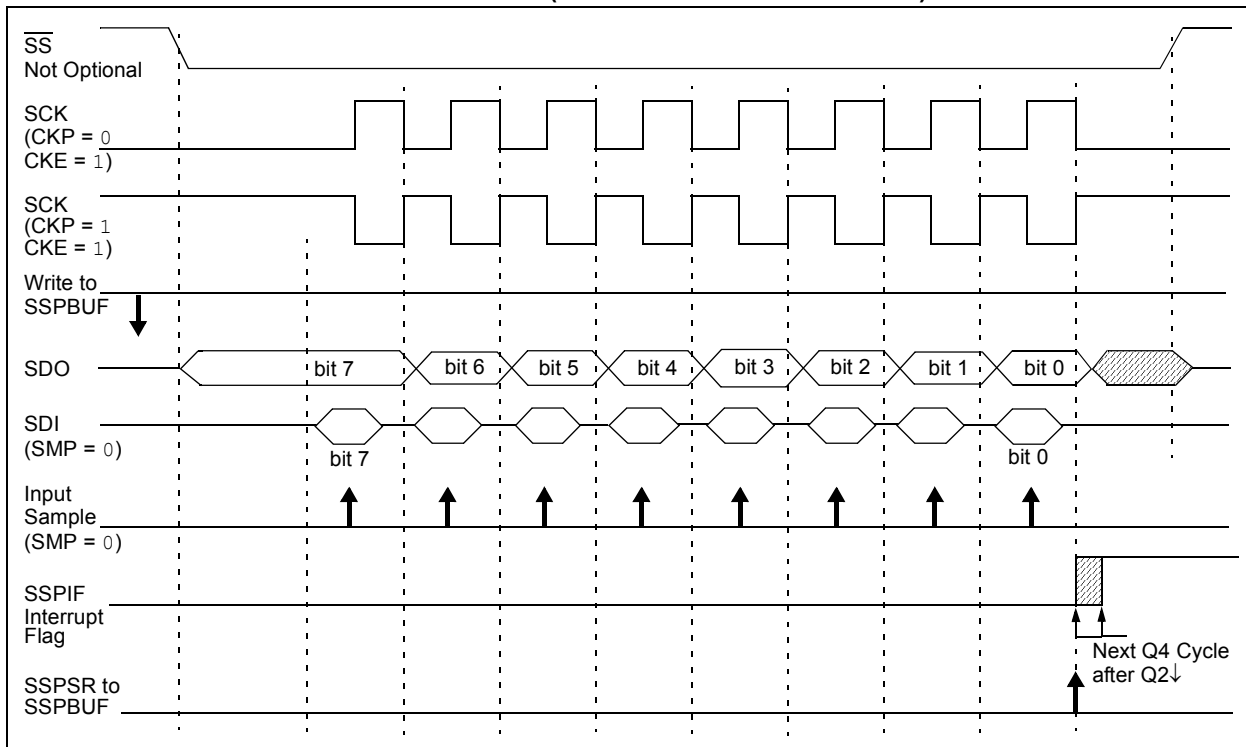 SS
Not Optional
SCK
(CKP = 0
CKE = 1)
SCK
(CKP = 1
CKE = 1)
Write to
SSPBUF
SDO
bit 7 bit 6 bit 5 bit 4 bit 3 bit 2 bit 1 bit 0
SDI
(SMP = 0)
bit 7 bit 0
Input
Sample
(SMP = 0)
SSPIF
Interrupt
Flag
Next Q4 Cycle
after Q2↓
SSPSR to
SSPBUF